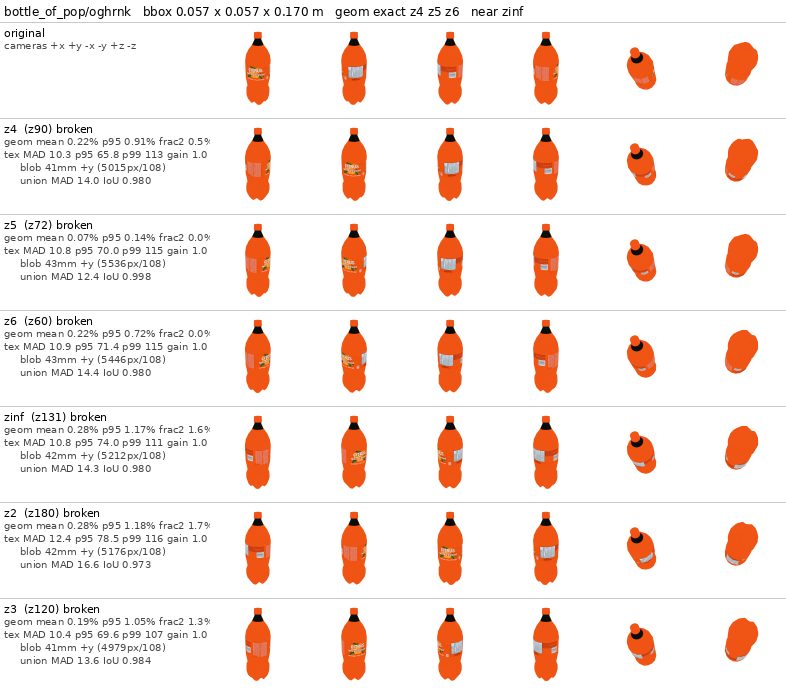 bottle_of_pop/oghrnk bbox 0.057 x 0.057 x 0.170 m geom exact z4 z5 z6 near zinf
original
cameras +x +y -x -y +z -z
z4 (z90) broken
geom mean 0.22% p95 0.91% frac2 0.5%
tex MAD 10.3 p95 65.8 p99 113 gain 1.0
blob 41mm +y (5015px/108)
union MAD 14.0 IoU 0.980
z5 (z72) broken
geom mean 0.07% p95 0.14% frac2 0.0%
tex MAD 10.8 p95 70.0 p99 115 gain 1.0
blob 43mm +y (5536px/108)
union MAD 12.4 IoU 0.998
z6 (z60) broken
geom mean 0.22% p95 0.72% frac2 0.0%
tex MAD 10.9 p95 71.4 p99 115 gain 1.0
blob 43mm +y (5446px/108)
union MAD 14.4 IoU 0.980
zinf (z131) broken
geom mean 0.28% p95 1.17% frac2 1.6%
tex MAD 10.8 p95 74.0 p99 111 gain 1.0
blob 42mm +y (5212px/108)
union MAD 14.3 IoU 0.980
z2 (z180) broken
geom mean 0.28% p95 1.18% frac2 1.7%
tex MAD 12.4 p95 78.5 p99 116 gain 1.0
blob 42mm +y (5176px/108)
union MAD 16.6 IoU 0.973
z3 (z120) broken
geom mean 0.19% p95 1.05% frac2 1.3%
tex MAD 10.4 p95 69.6 p99 107 gain 1.0
blob 41mm +y (4979px/108)
union MAD 13.6 IoU 0.984